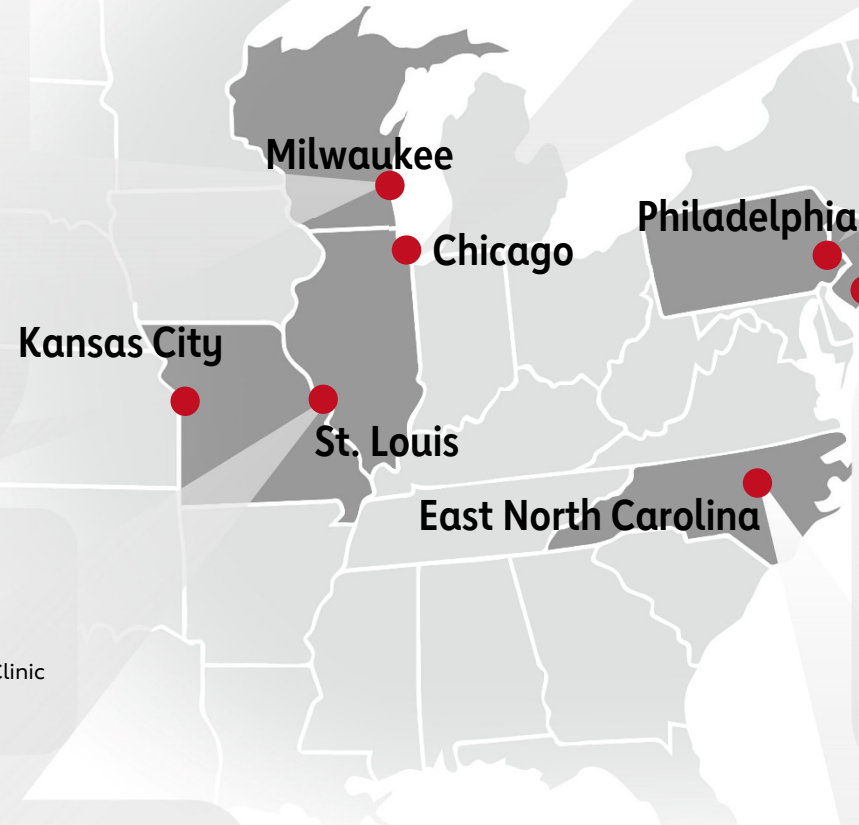 Milwaukee
Philadelphia
Chicago
Kansas City
St. Louis
East North Carolina
Clinic